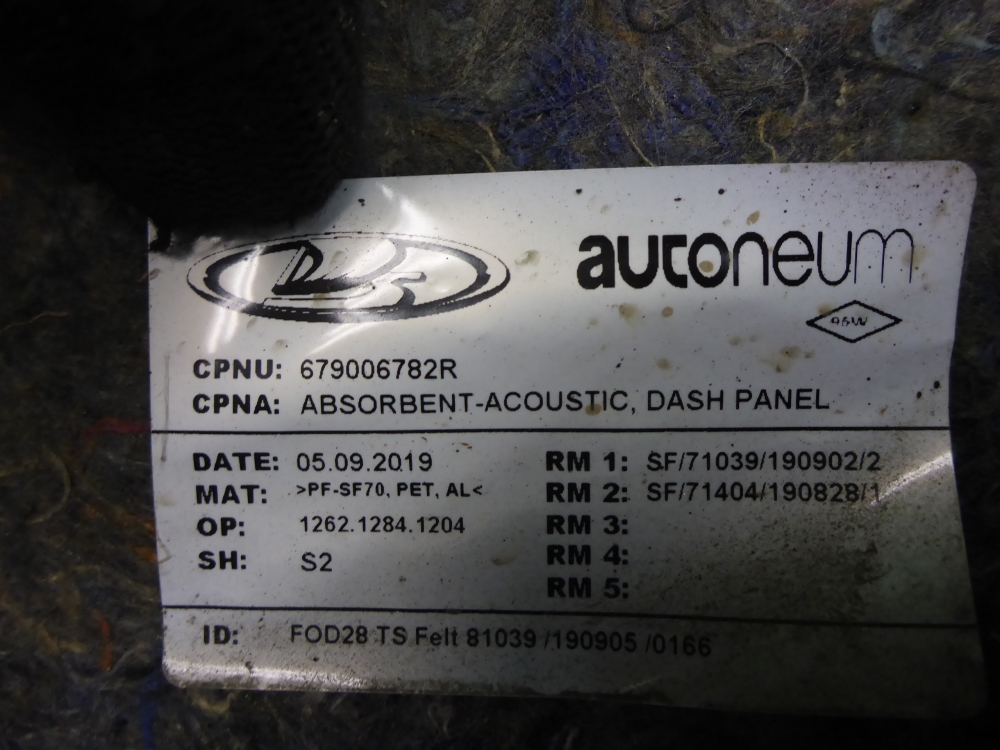 autoneum
96W
CPNU: 679006782R
CPNA: ABSORBENT-ACOUSTIC, DASH PANEL
DATE: 05.09.2019
MAT: >PF-SF70, PET, AL<
OP: 1262.1284.1204
SH: S2
RM 1: SF/71039/190902/2
RM 2: SF/71404/190828/1
RM 3:
RM 4:
RM 5:
ID: FOD28 TS Felt 81039 /190905 /0166